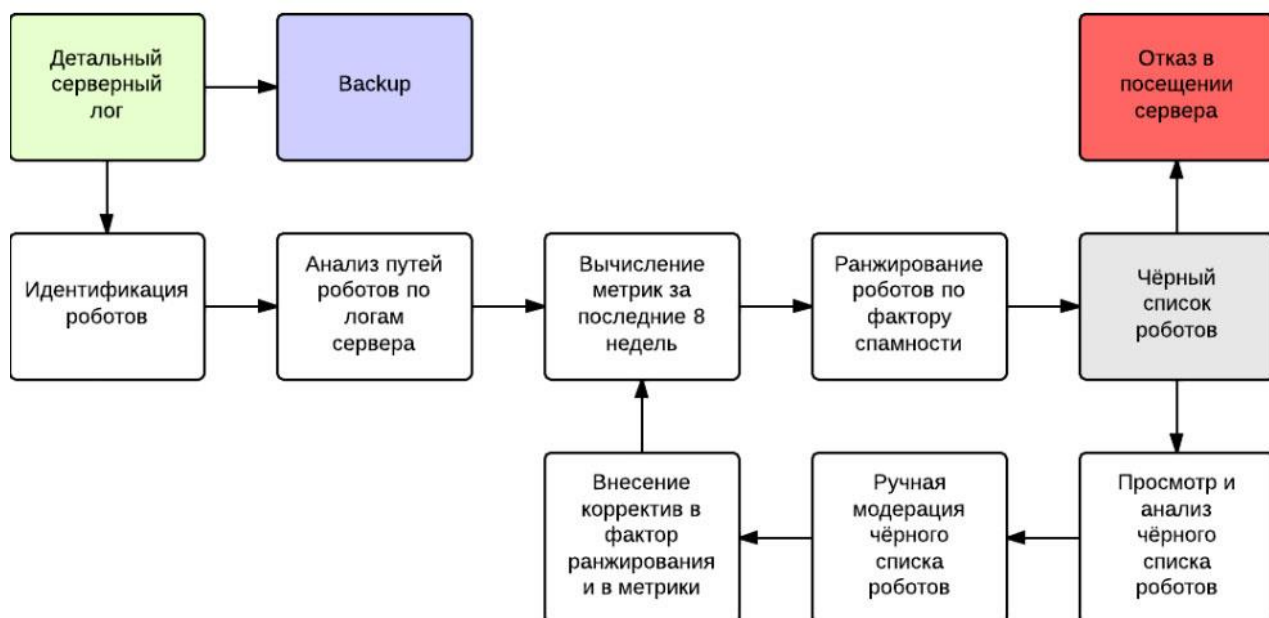 Детальный
серверный
лог
Backup
Отказ в
посещении
сервера
Идентификация
роботов
Анализ путей
роботов по
логам
сервера
Вычисление
метрик за
последние 8
недель
Ранжирование
роботов по
фактору
спамности
Чёрный
список
роботов
Внесение
корректив в
фактор
ранжирования
и в метрики
Ручная
модерация
чёрного
списка
роботов
Просмотр и
анализ
чёрного
списка
роботов